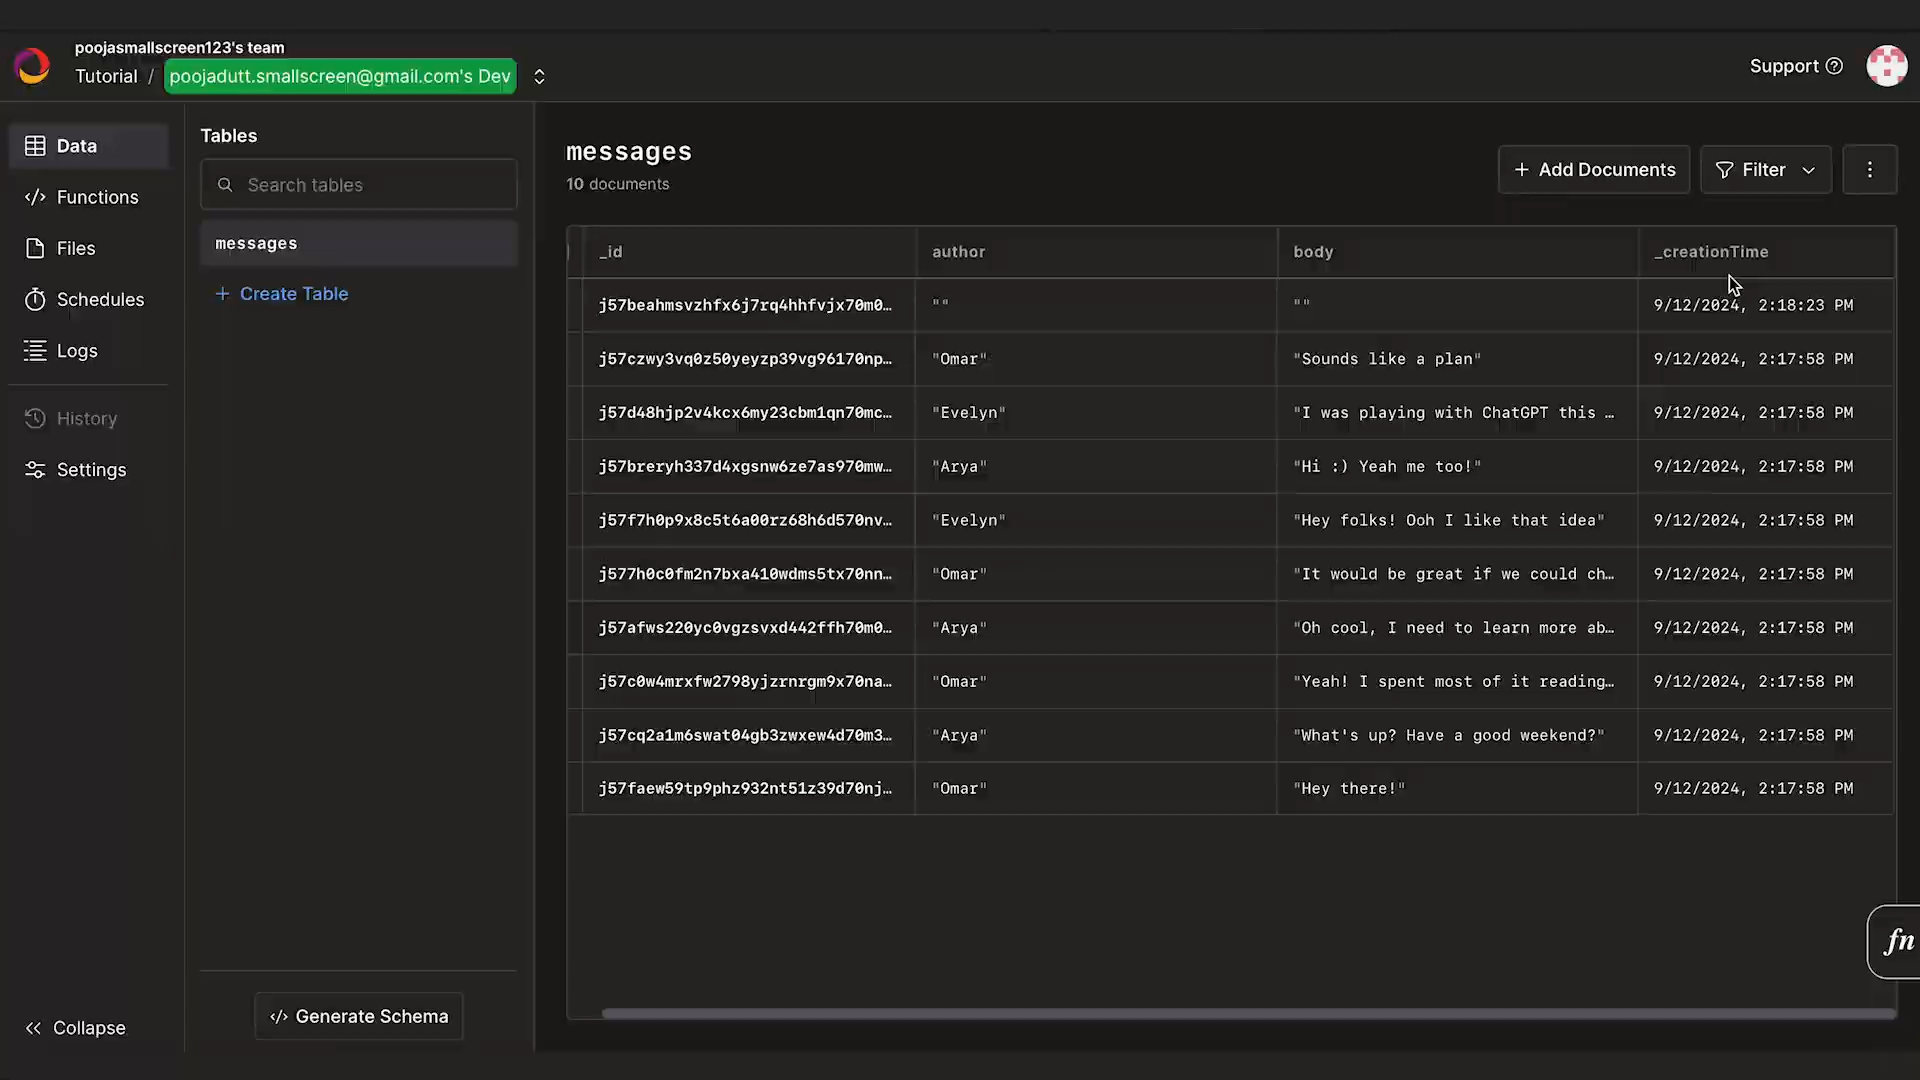 poojasmallscreen123's team
Tutorial / poojadutt.smallscreen@gmail.com's Dev
Support
Data
Functions
Files
Schedules
Logs
History
Settings
Collapse
Tables
Search tables
messages
+ Create Table
Generate Schema
messages
10 documents
+ Add Documents
Filter
_id author body _creationTime
j57beahmsvzhfx6j7rq4hhfvjx70m0… "" "" 9/12/2024, 2:18:23 PM
j57czwy3vq0z50yeyzp39vg96170np… "Omar" "Sounds like a plan" 9/12/2024, 2:17:58 PM
j57d48hjp2v4kcx6my23cbm1qn70mc… "Evelyn" "I was playing with ChatGPT this … 9/12/2024, 2:17:58 PM
j57breryh337d4xgsnw6ze7as970mw… "Arya" "Hi :) Yeah me too!" 9/12/2024, 2:17:58 PM
j57f7h0p9x8c5t6a00rz68h6d570nv… "Evelyn" "Hey folks! Ooh I like that idea" 9/12/2024, 2:17:58 PM
j577h0c0fm2n7bxa410wdms5tx70nn… "Omar" "It would be great if we could ch… 9/12/2024, 2:17:58 PM
j57afws220yc0vgzsvxd442ffh70m0… "Arya" "Oh cool, I need to learn more ab… 9/12/2024, 2:17:58 PM
j57c0w4mrxfw2798yjzrnrgm9x70na… "Omar" "Yeah! I spent most of it reading… 9/12/2024, 2:17:58 PM
j57cq2a1m6swat04gb3zwxew4d70m3… "Arya" "What's up? Have a good weekend?" 9/12/2024, 2:17:58 PM
j57faew59tp9phz932nt51z39d70nj… "Omar" "Hey there!" 9/12/2024, 2:17:58 PM
fn